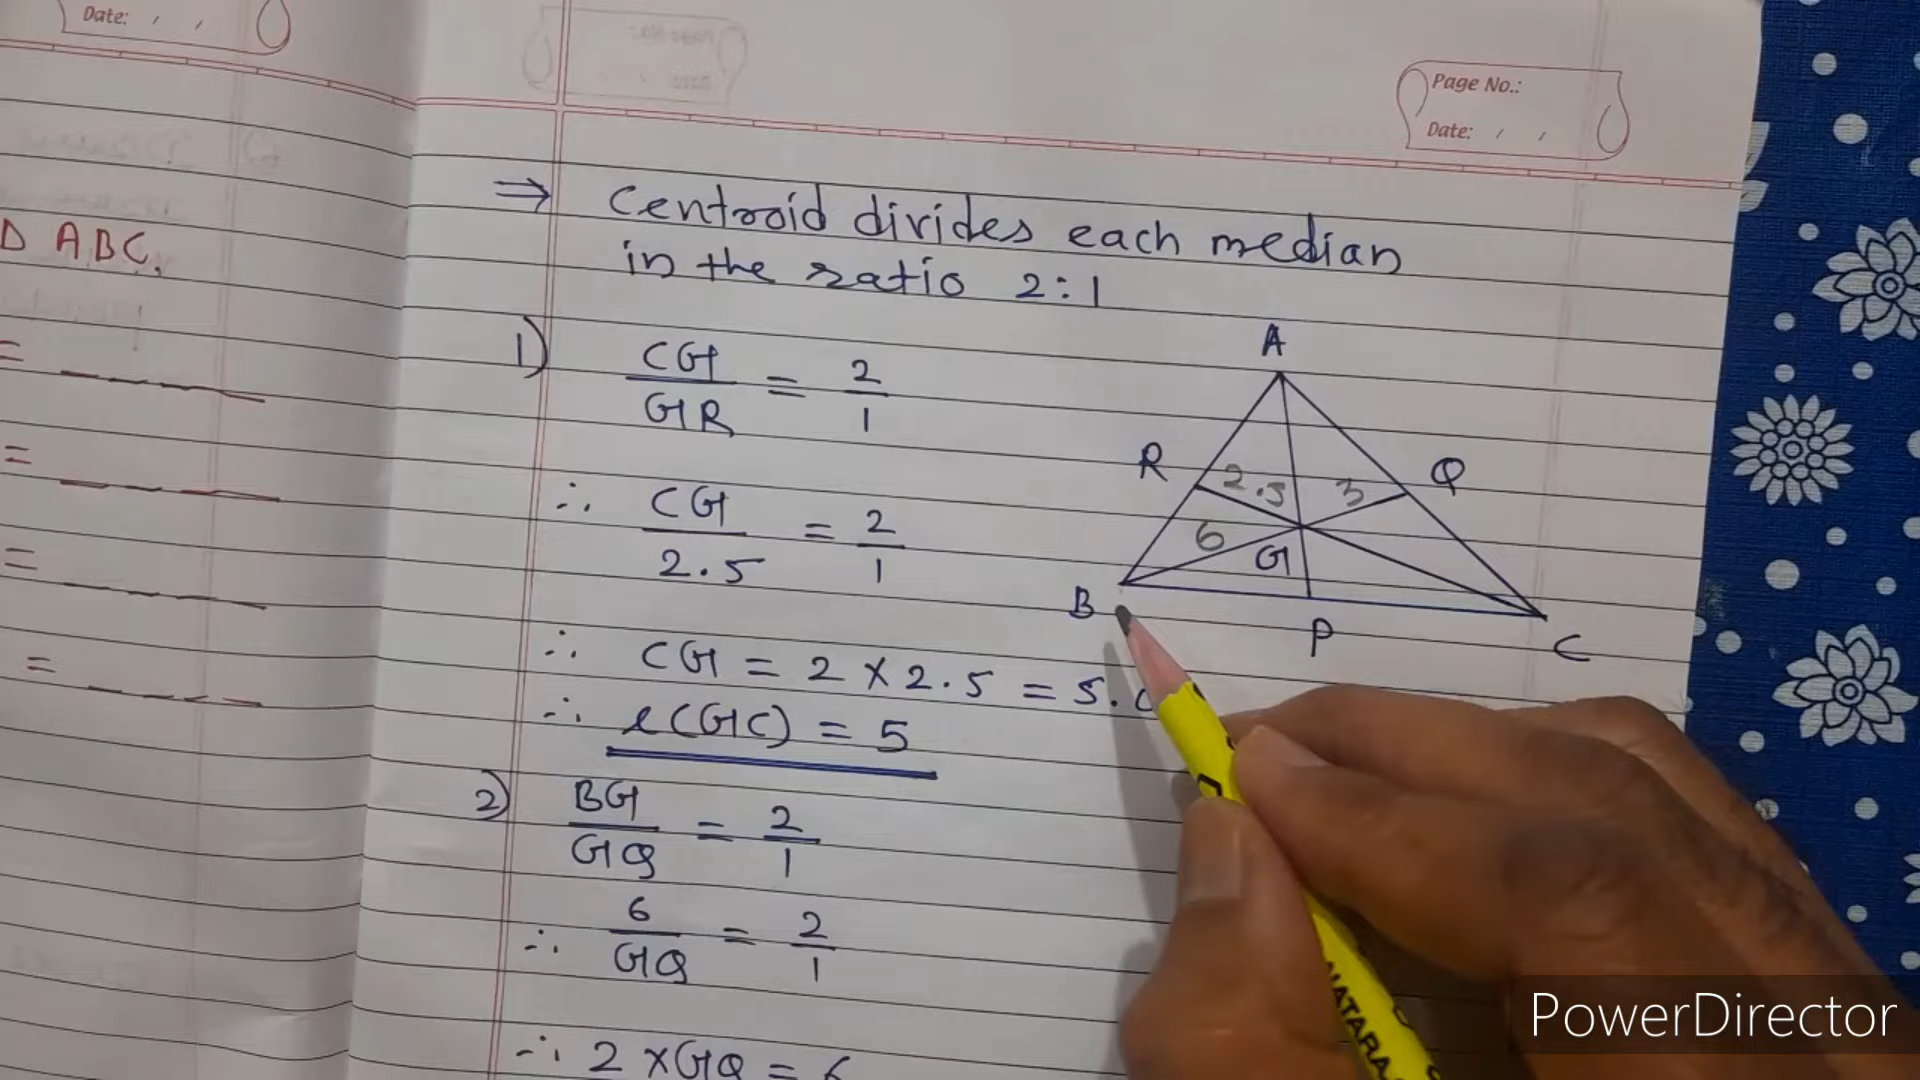 Date: , ,
Page No.:
Date: , ,
Δ ABC.
=
=
=
=
⇒ Centroid divides each median
in the ratio 2:1
1) CG/GR = 2/1
∴ CG/2.5 = 2/1
∴ CG = 2 × 2.5 = 5.0
∴ l(GC) = 5
2) BG/GQ = 2/1
∴ 6/GQ = 2/1
∴ 2 × GQ = 6
A
R 2.5 3 Q
6 G
B P C
NATARA
PowerDirector